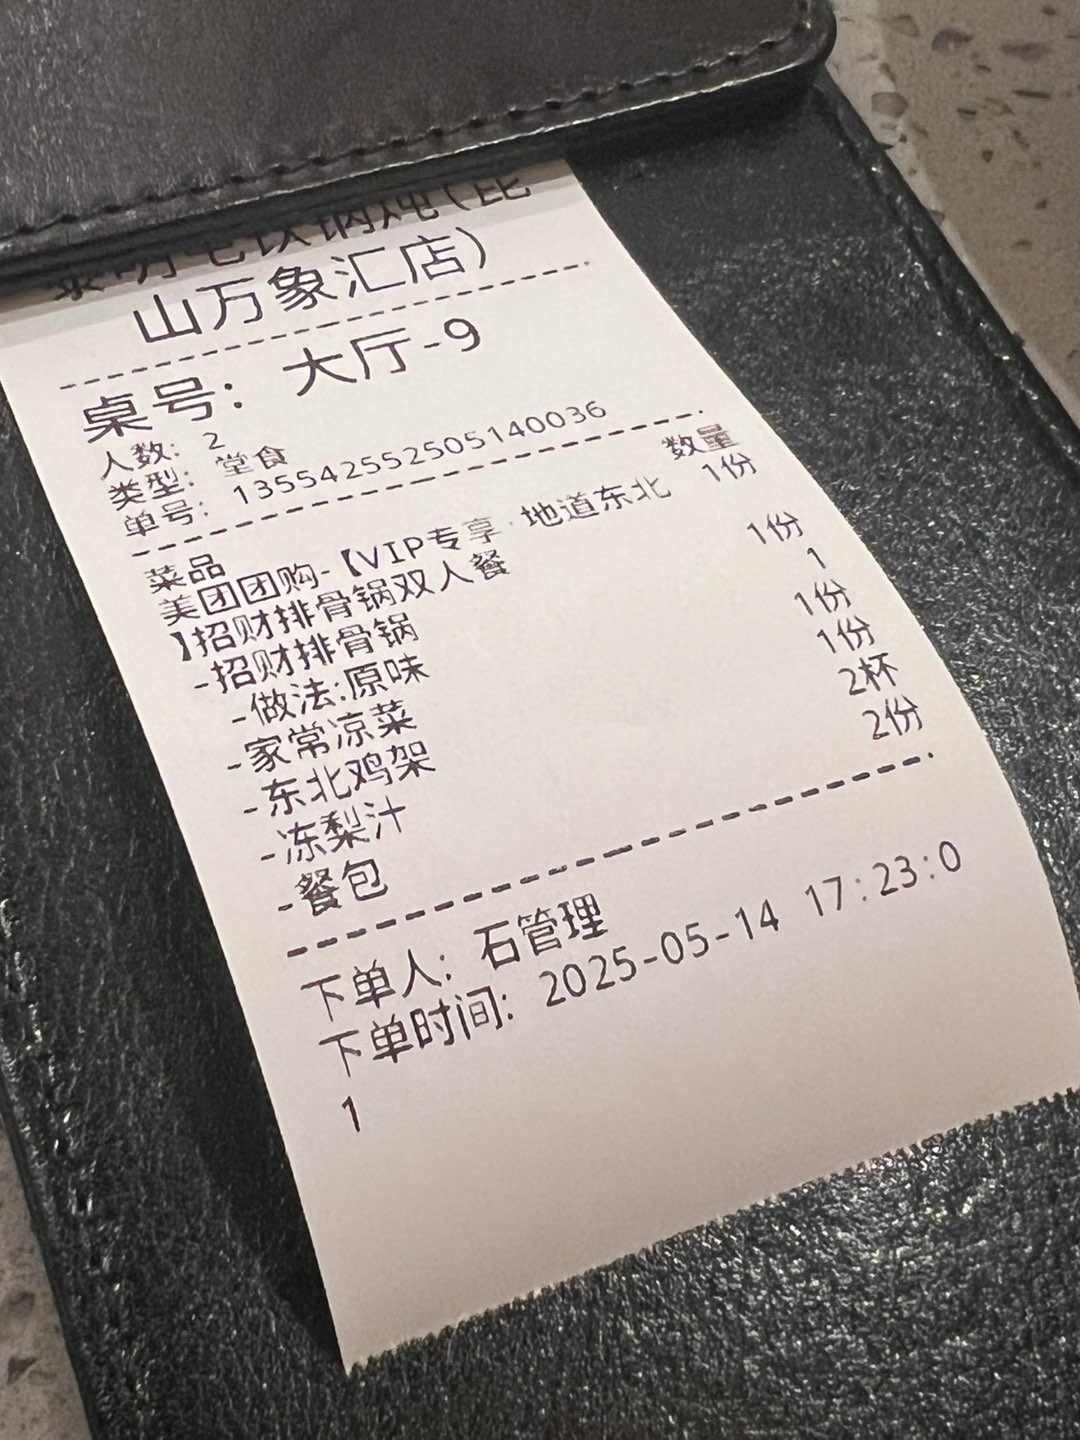 铁锅炖(昆
山万象汇店)
桌号: 大厅-9
人数: 2
类型: 堂食
单号: 135542552505140036
菜品 数量
美团团购-【VIP专享·地道东北 1份
】招财排骨锅双人餐
-招财排骨锅 1份
-做法:原味 1
-家常凉菜 1份
-东北鸡架 1份
-冻梨汁 2杯
-餐包 2份
下单人: 石管理
下单时间: 2025-05-14 17:23:0
1